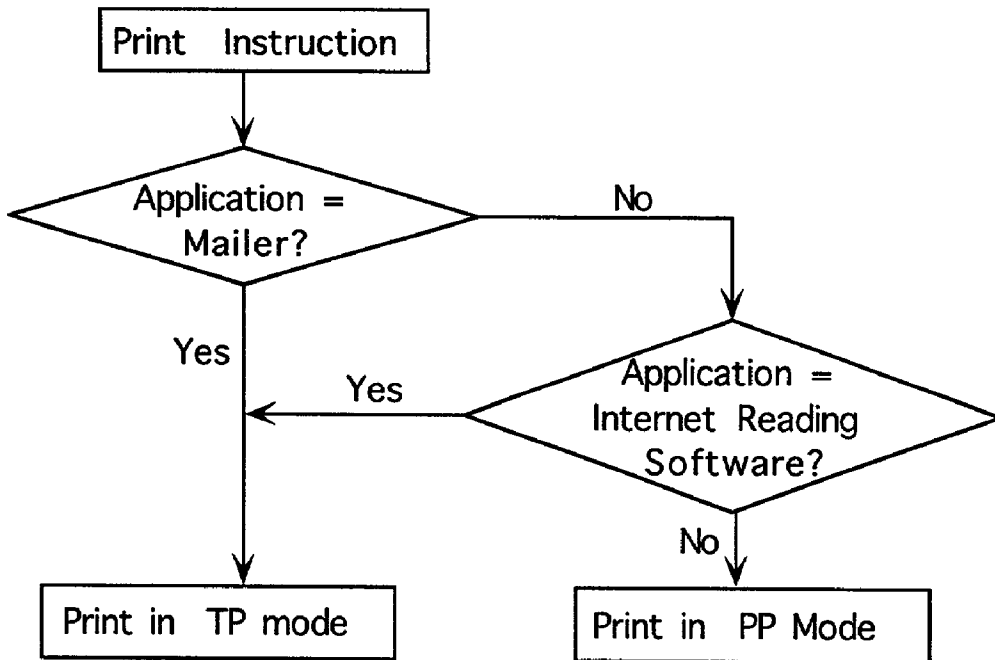 Print Instruction
Application =
Mailer?
No
Yes
Application =
Internet Reading
Software?
Yes
No
Print in TP mode
Print in PP Mode